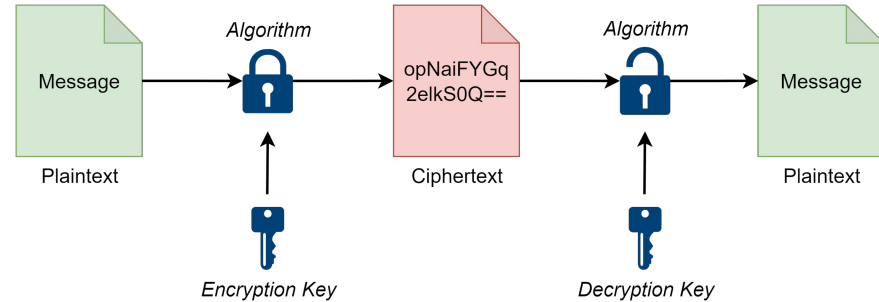 Algorithm
Algorithm
Message
opNaiFYGq
2elkS0Q==
Message
Plaintext
Ciphertext
Plaintext
Encryption Key
Decryption Key